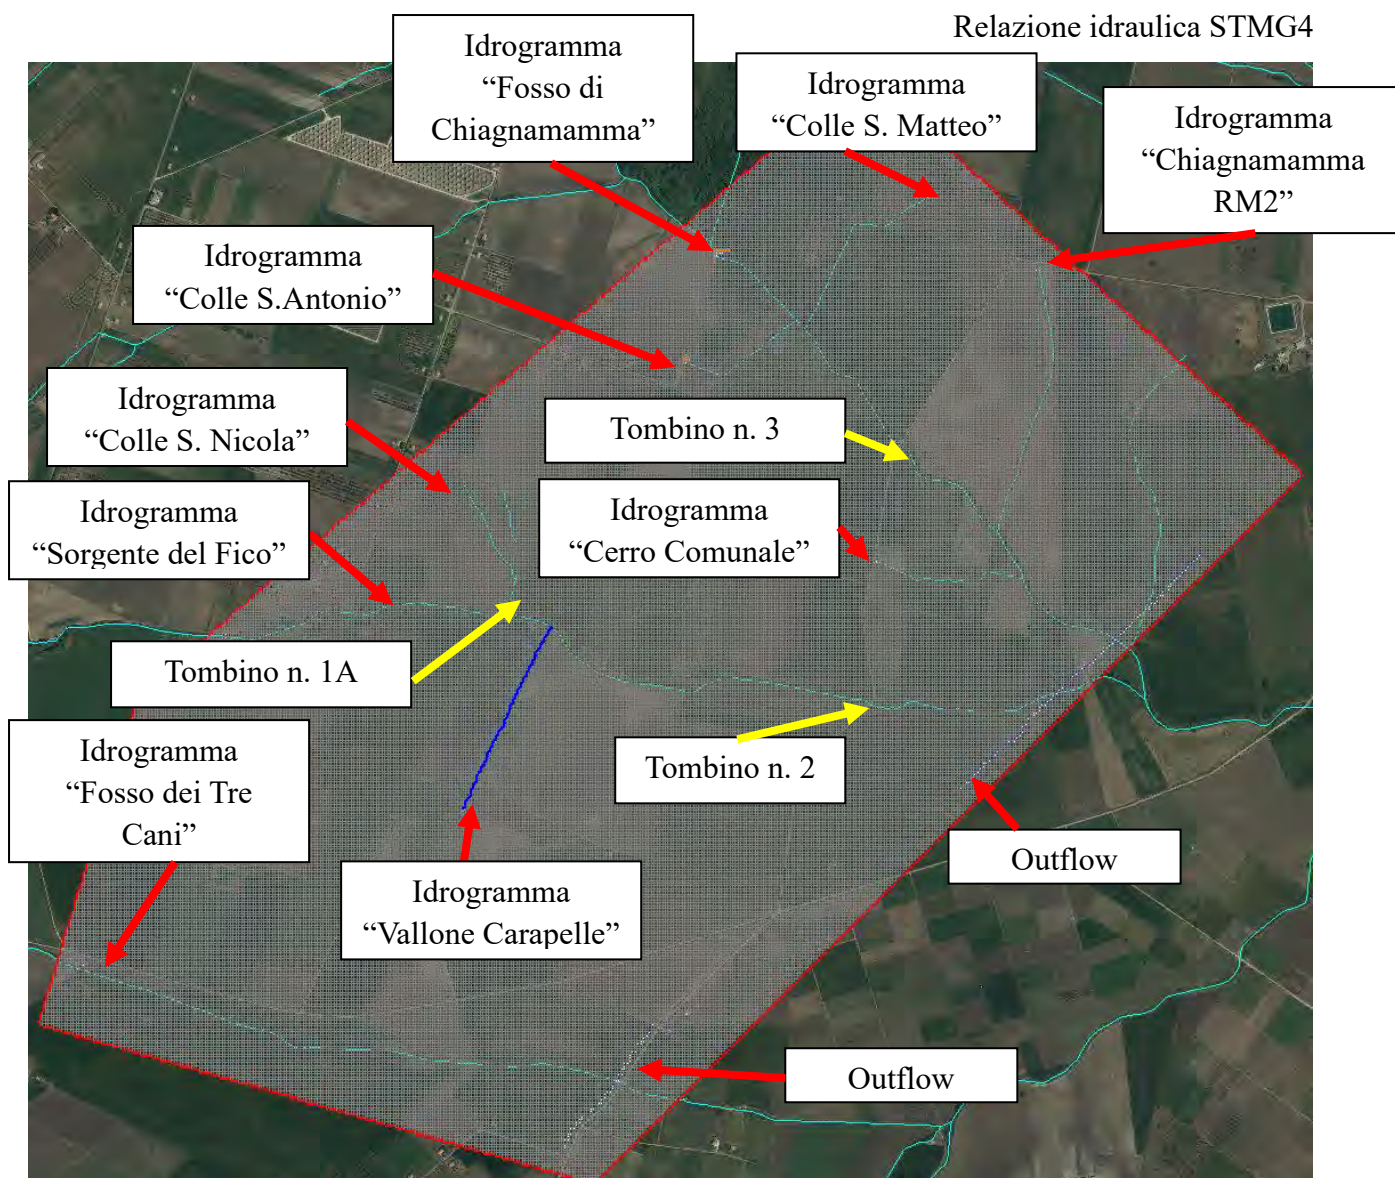 Relazione idraulica STMG4
Idrogramma
“Fosso di
Chiagnamamma”
Idrogramma
“Colle S. Matteo”
Idrogramma
“Chiagnamamma
RM2”
Idrogramma
“Colle S.Antonio”
Idrogramma
“Colle S. Nicola”
Tombino n. 3
Idrogramma
“Sorgente del Fico”
Idrogramma
“Cerro Comunale”
Tombino n. 1A
Idrogramma
“Fosso dei Tre
Cani”
Tombino n. 2
Outflow
Idrogramma
“Vallone Carapelle”
Outflow